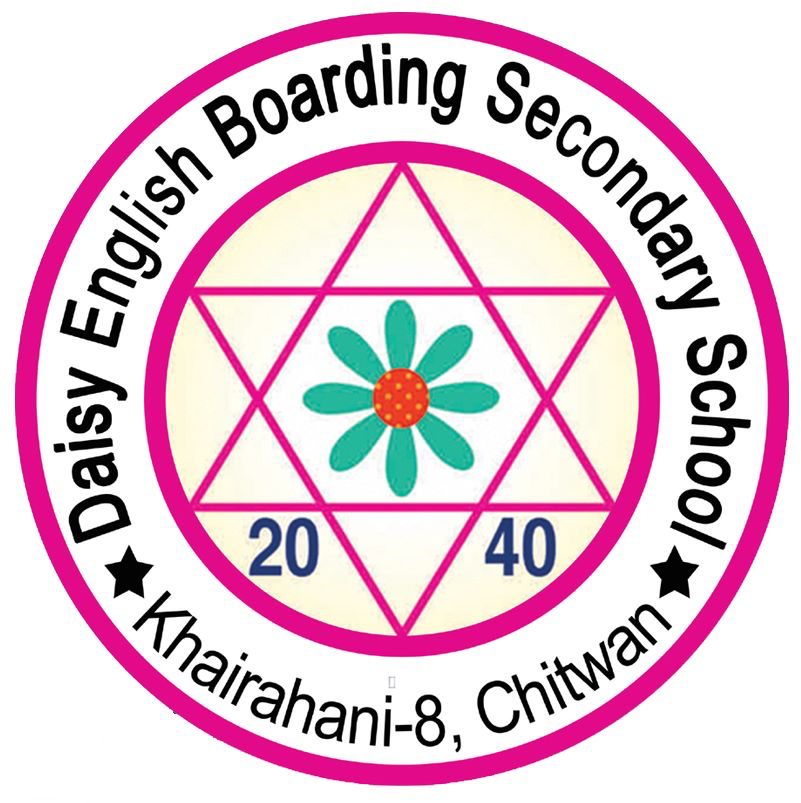 Daisy English Boarding Secondary School
20 40
Khairahani-8, Chitwan